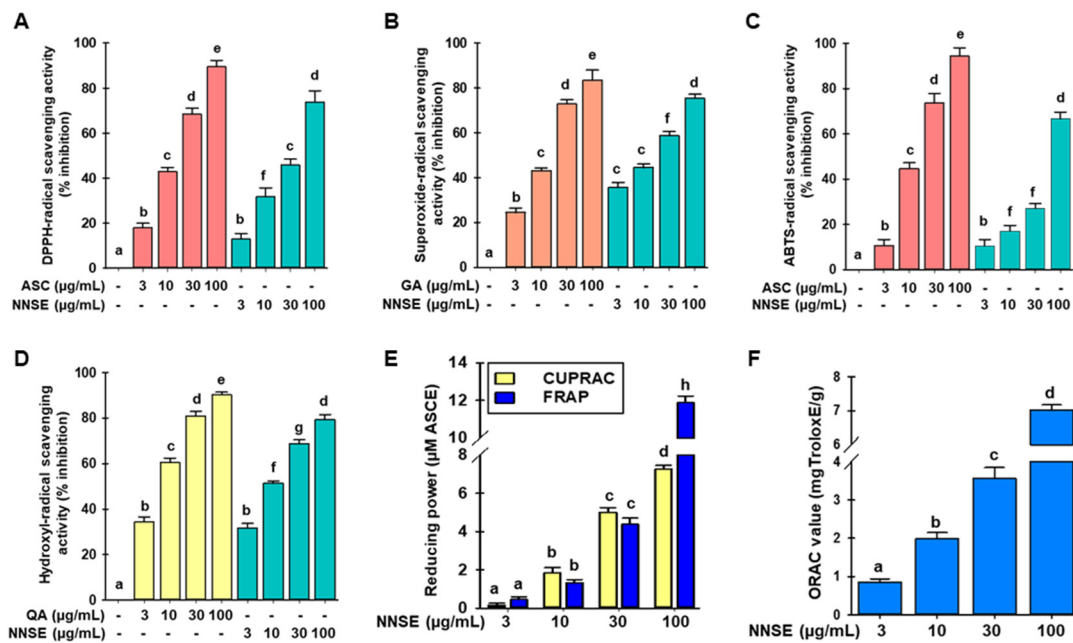 A
DPPH-radical scavenging activity
(% inhibition)
100
80
60
40
20
0
a
b
c
d
e
b
f
c
d
ASC (µg/mL) - 3 10 30 100 - - - -
NNSE (µg/mL) - - - - - 3 10 30 100
B
Superoxide-radical scavenging
activity (% inhibition)
100
80
60
40
20
0
a
b
c
d
e
c
c
f
d
GA (µg/mL) - 3 10 30 100 - - - -
NNSE (µg/mL) - - - - - 3 10 30 100
C
ABTS-radical scavenging activity
(% inhibition)
100
80
60
40
20
0
a
b
c
d
e
b
f
f
d
ASC (µg/mL) - 3 10 30 100 - - - -
NNSE (µg/mL) - - - - - 3 10 30 100
D
Hydroxyl-radical scavenging
activity (% inhibition)
100
80
60
40
20
0
a
b
c
d
e
b
f
g
d
QA (µg/mL) - 3 10 30 100 - - - -
NNSE (µg/mL) - - - - - 3 10 30 100
E
Reducing power (µM ASCE)
14
12
10
8
6
4
2
0
CUPRAC
FRAP
a
a
b
b
c
c
d
h
NNSE (µg/mL) 3 10 30 100
F
ORAC value (mgTroloxE/g)
8
7
6
4
3
2
1
0
a
b
c
d
NNSE (µg/mL) 3 10 30 100